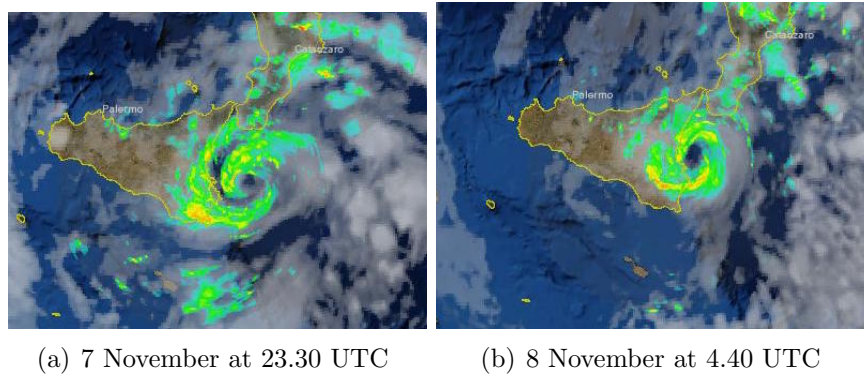 Catanzaro
Palermo
Catanzaro
Palermo
(a) 7 November at 23.30 UTC
(b) 8 November at 4.40 UTC